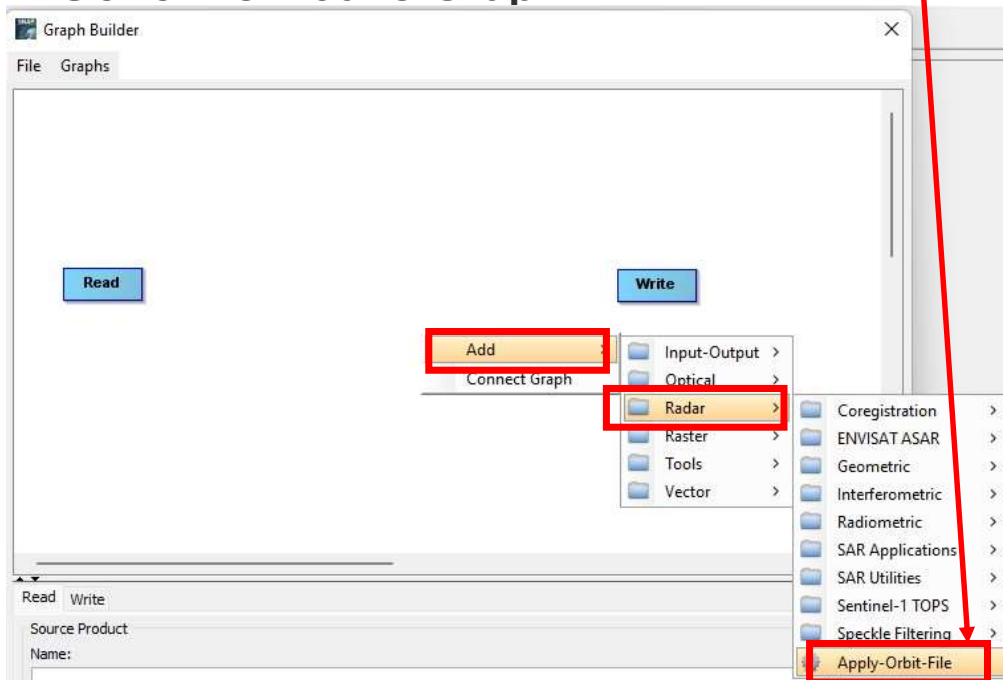 Graph Builder
File Graphs
Read
Write
Add
Connect Graph
Input-Output
Optical
Radar
Raster
Tools
Vector
Coregistration
ENVISAT ASAR
Geometric
Interferometric
Radiometric
SAR Applications
SAR Utilities
Sentinel-1 TOPS
Speckle Filtering
Apply-Orbit-File
Read Write
Source Product
Name: